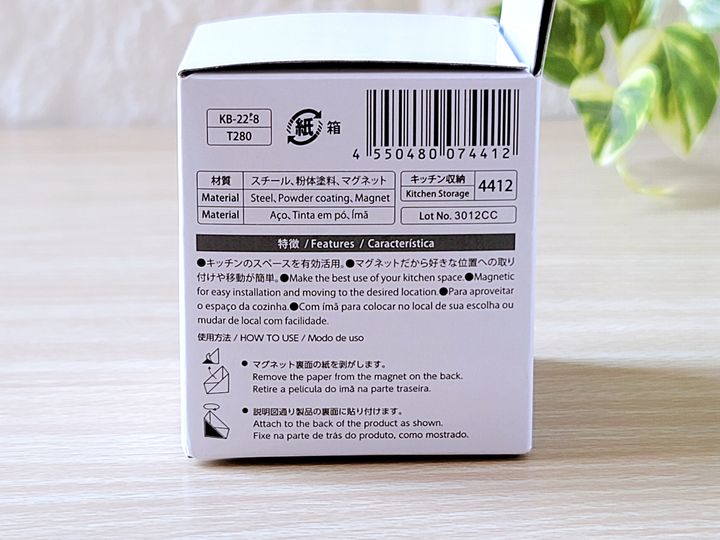 KB-22-8
T280
紙 箱
4 550480 074412
材質 スチール、粉体塗料、マグネット
Material Steel, Powder coating, Magnet
Material Aço, Tinta em pó, Ímã
キッチン収納
Kitchen Storage
4412
Lot No. 3012CC
特徴 / Features / Característica
●キッチンのスペースを有効活用。●マグネットだから好きな位置への取り
付けや移動が簡単。●Make the best use of your kitchen space.●Magnetic
for easy installation and moving to the desired location.●Para aproveitar
o espaço da cozinha.●Com ímã para colocar no local de sua escolha ou
mudar de local com facilidade.
使用方法 / HOW TO USE / Modo de uso
● マグネット裏面の紙を剥がします。
Remove the paper from the magnet on the back.
Retire a película do imã na parte traseira.
● 説明図通り製品の裏面に貼り付けます。
Attach to the back of the product as shown.
Fixe na parte de trás do produto, como mostrado.